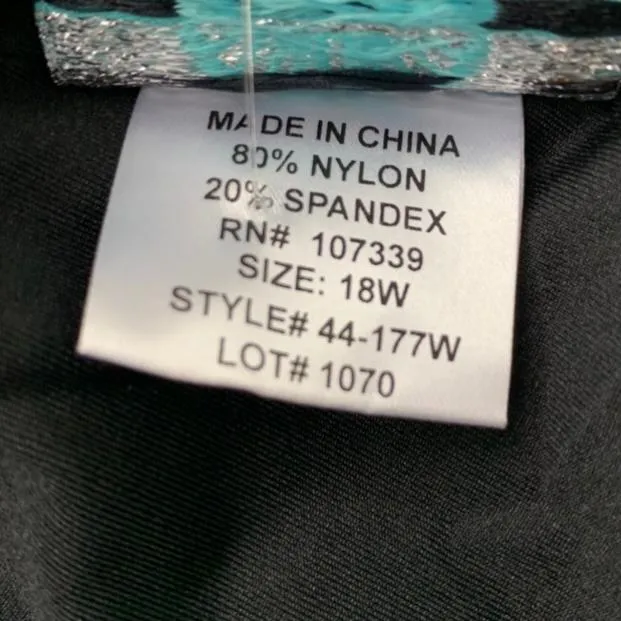 MADE IN CHINA
80% NYLON
20% SPANDEX
RN# 107339
SIZE: 18W
STYLE# 44-177W
LOT# 1070